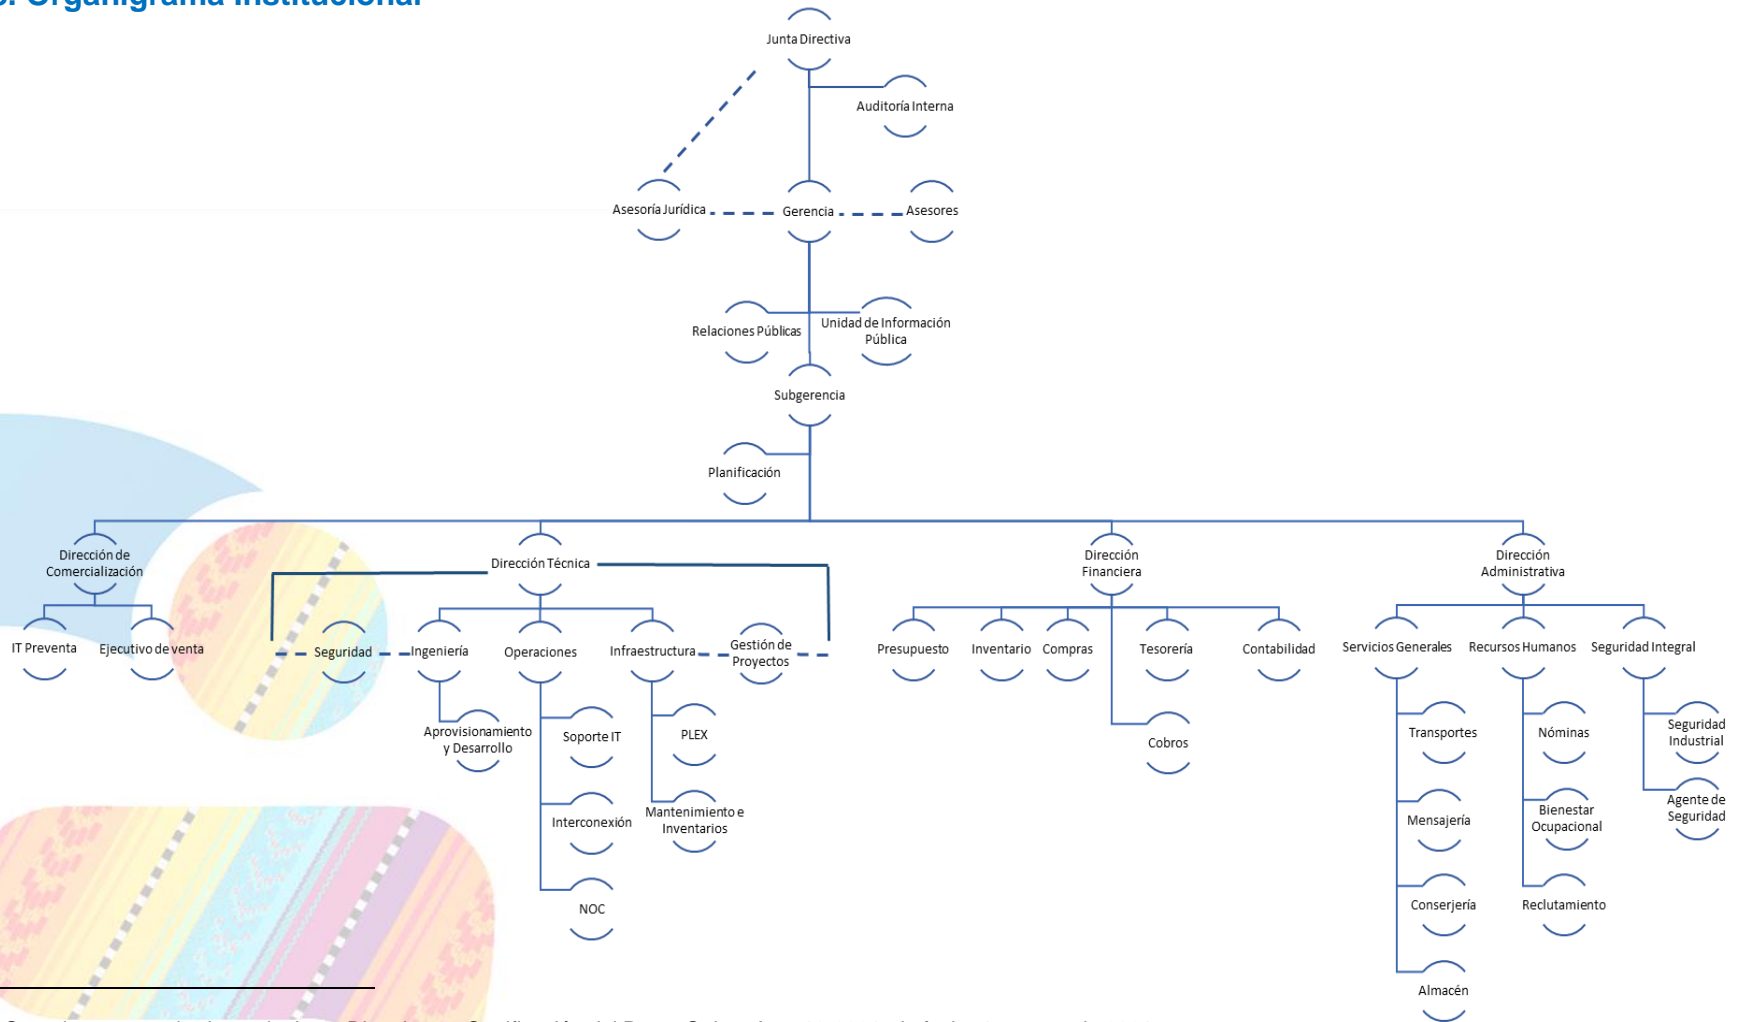 Organigrama Institucional
Junta Directiva
Auditoría Interna
Asesoría Jurídica
Gerencia
Asesores
Relaciones Públicas
Unidad de Información
Pública
Subgerencia
Planificación
Dirección de
Comercialización
Dirección Técnica
Dirección
Financiera
Dirección
Administrativa
IT Preventa
Ejecutivo de venta
Seguridad
Ingeniería
Operaciones
Infraestructura
Gestión de
Proyectos
Presupuesto
Inventario
Compras
Tesorería
Contabilidad
Servicios Generales
Recursos Humanos
Seguridad Integral
Aprovisionamiento
y Desarrollo
Soporte IT
PLEX
Cobros
Transportes
Nóminas
Seguridad
Industrial
Interconexión
Mantenimiento e
Inventarios
Mensajería
Bienestar
Ocupacional
Agente de
Seguridad
NOC
Conserjería
Reclutamiento
Almacén